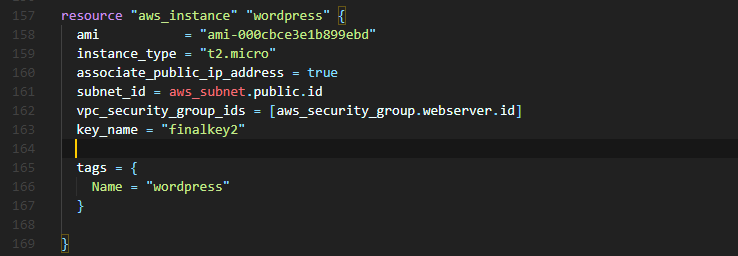 157 resource "aws_instance" "wordpress" {
158   ami           = "ami-000cbce3e1b899ebd"
159   instance_type = "t2.micro"
160   associate_public_ip_address = true
161   subnet_id = aws_subnet.public.id
162   vpc_security_group_ids = [aws_security_group.webserver.id]
163   key_name = "finalkey2"
164
165   tags = {
166     Name = "wordpress"
167   }
168
169 }